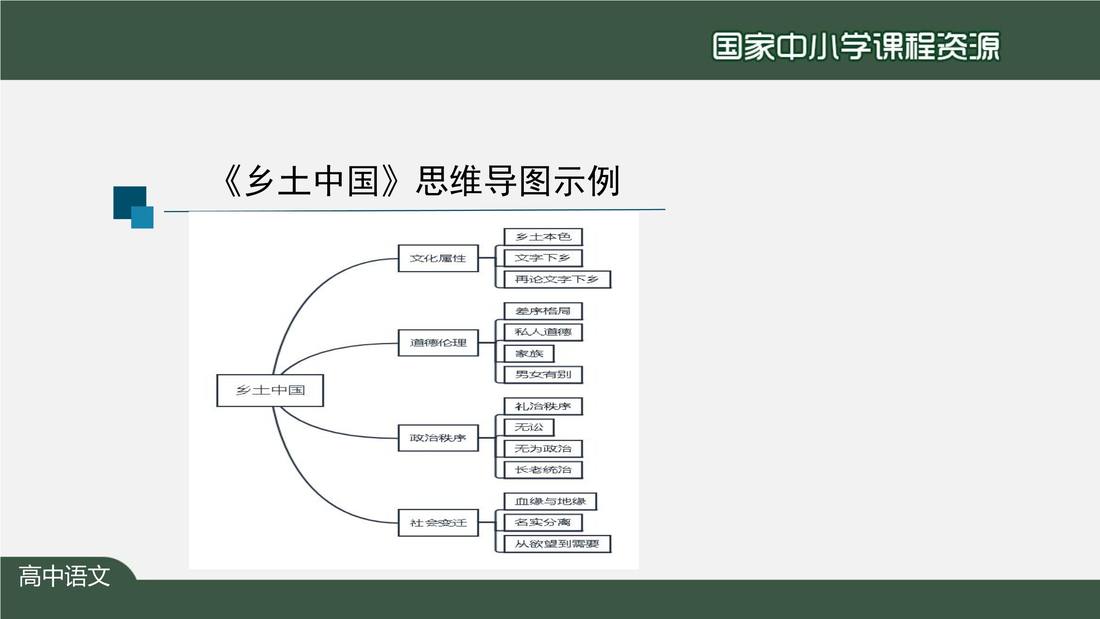 国家中小学课程资源
《乡土中国》思维导图示例
乡土中国
文化属性
乡土本色
文字下乡
再论文字下乡
道德伦理
差序格局
私人道德
家族
男女有别
政治秩序
礼治秩序
无讼
无为政治
长老统治
社会变迁
血缘与地缘
名实分离
从欲望到需要
高中语文